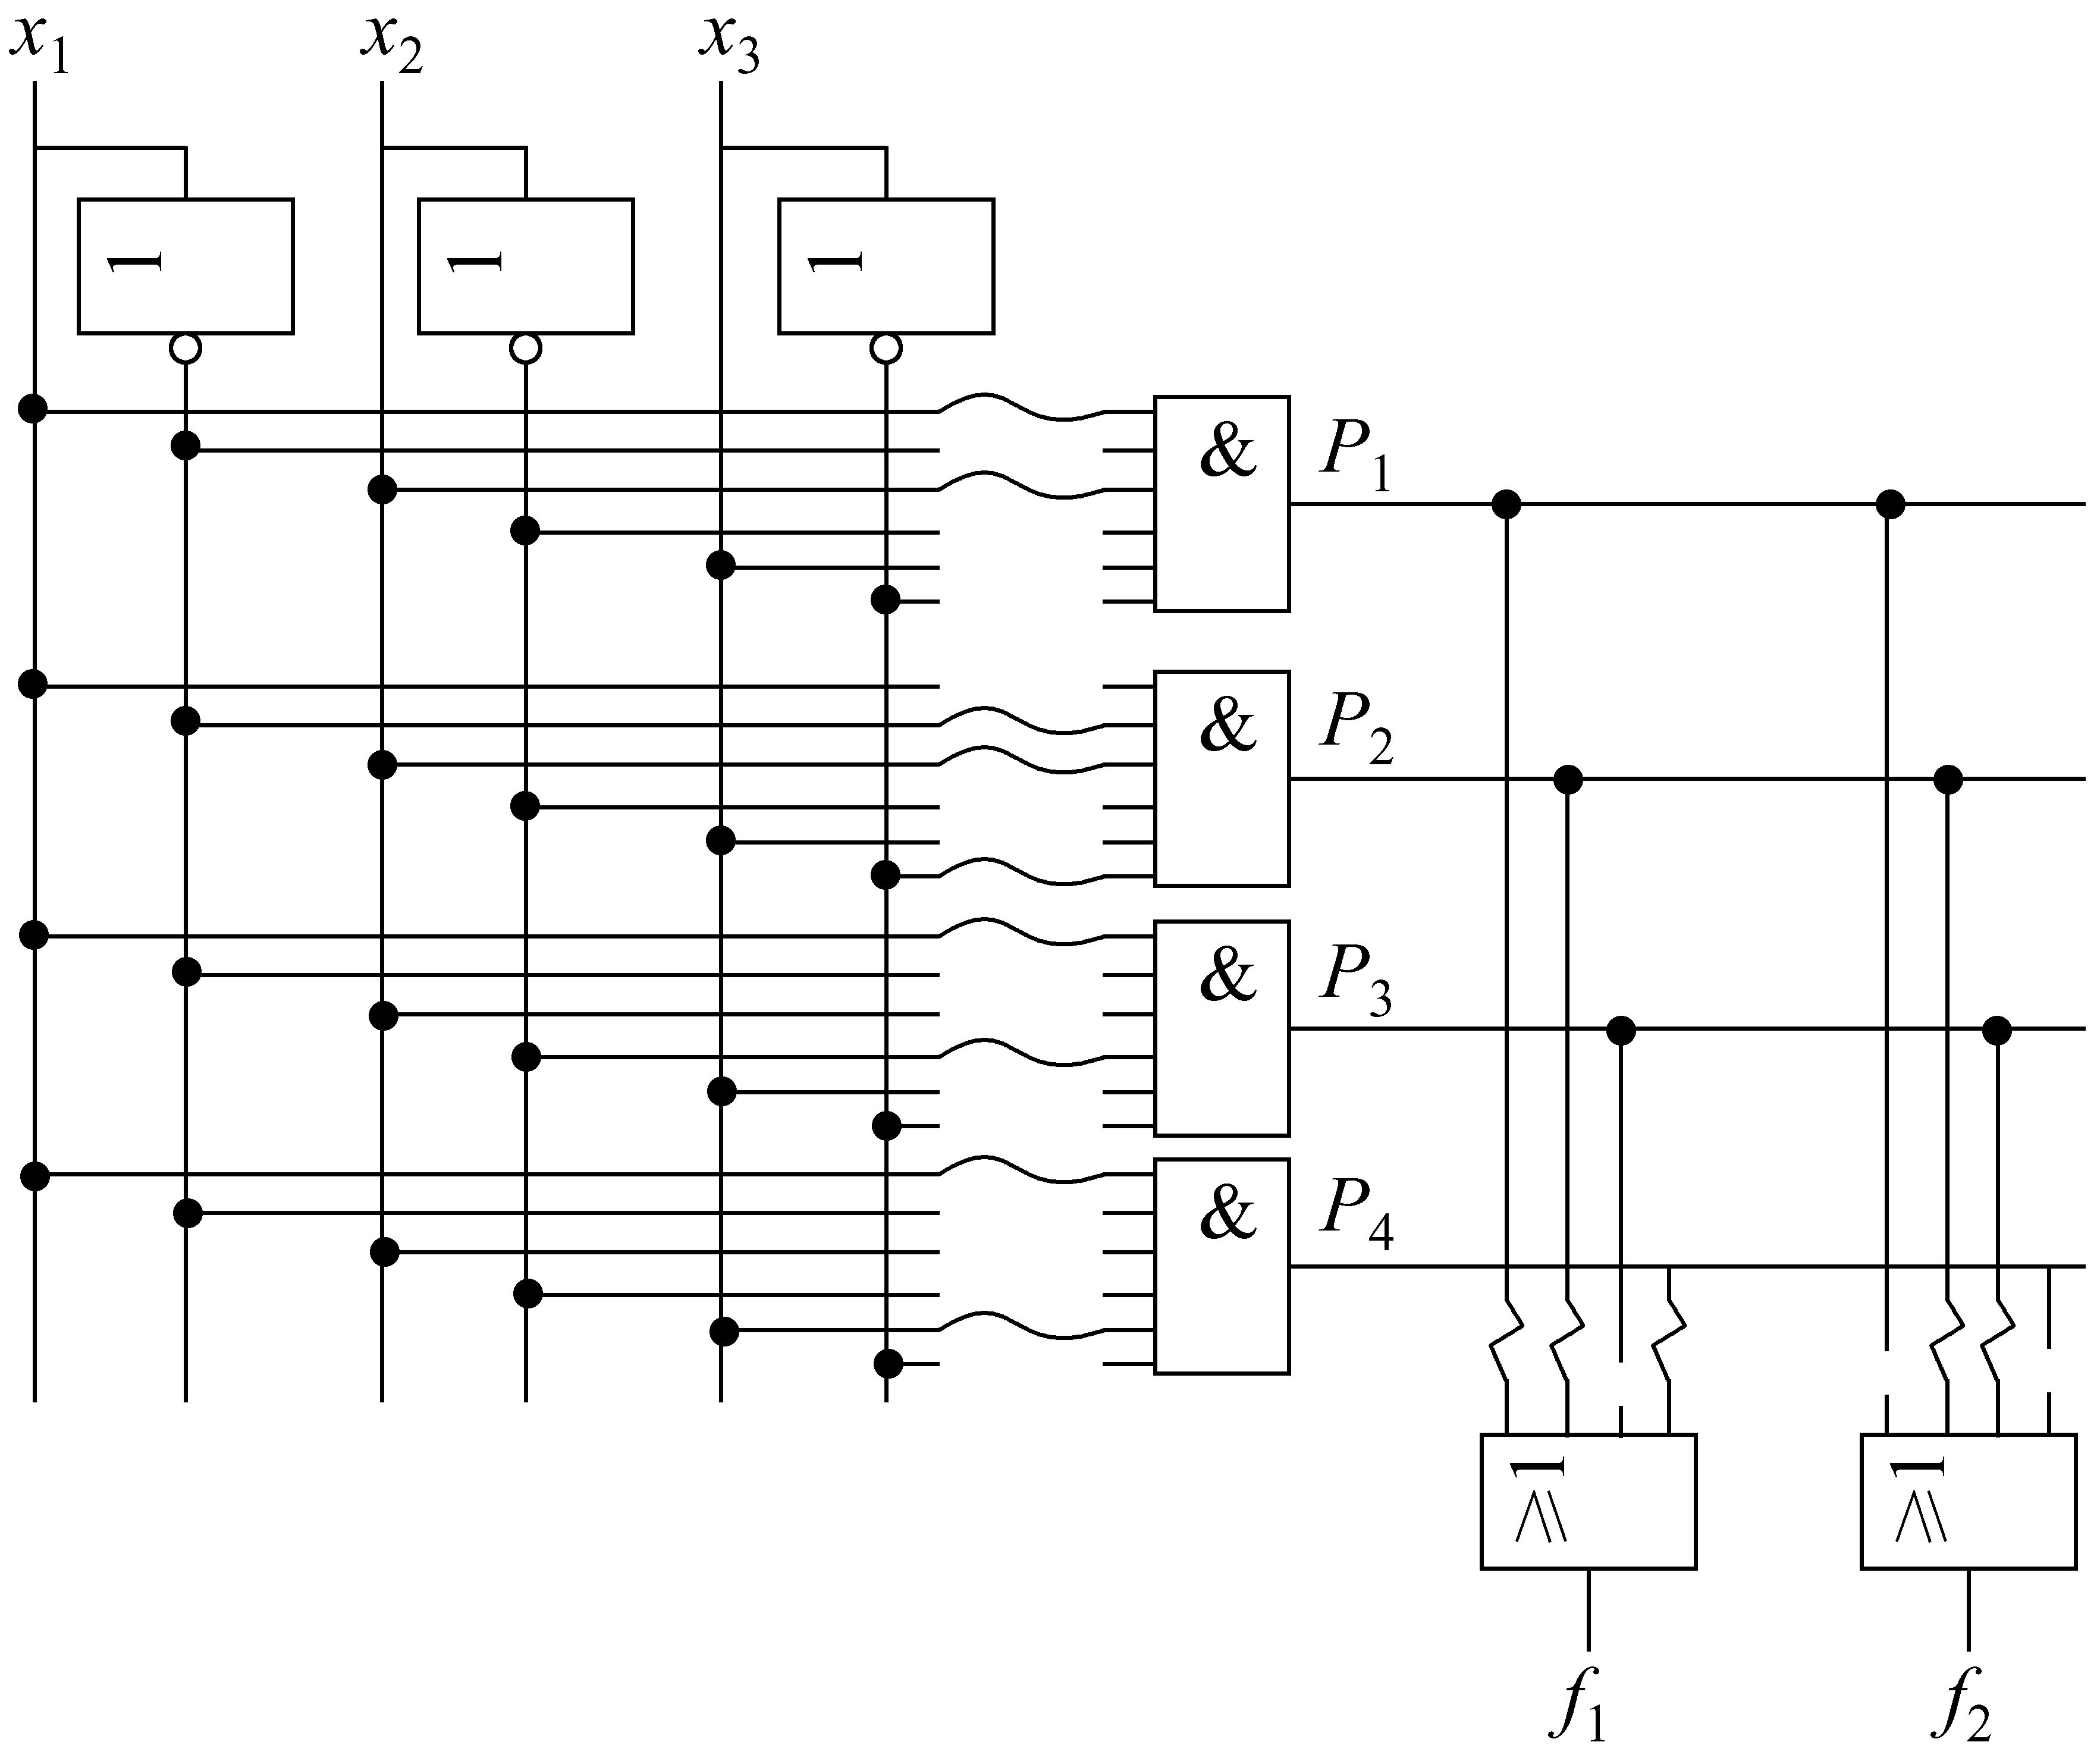 x1 x2 x3
1 1 1
& P1
& P2
& P3
& P4
≥1 ≥1
f1 f2